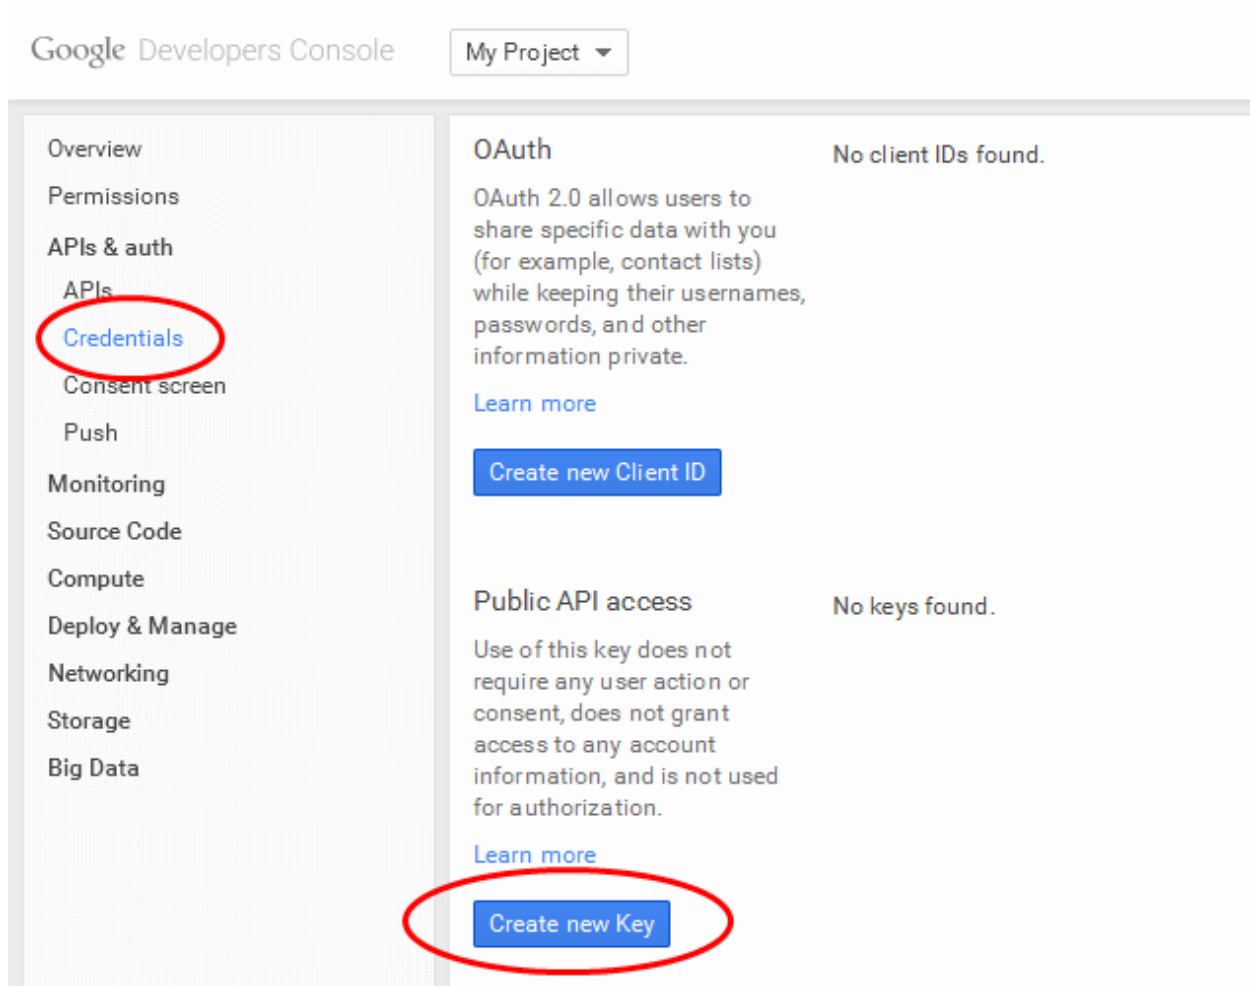 Google Developers Console
My Project
Overview
Permissions
APIs & auth
APIs
Credentials
Consent screen
Push
Monitoring
Source Code
Compute
Deploy & Manage
Networking
Storage
Big Data
OAuth
OAuth 2.0 allows users to
share specific data with you
(for example, contact lists)
while keeping their usernames,
passwords, and other
information private.
Learn more
Create new Client ID
No client IDs found.
Public API access
Use of this key does not
require any user action or
consent, does not grant
access to any account
information, and is not used
for authorization.
Learn more
Create new Key
No keys found.